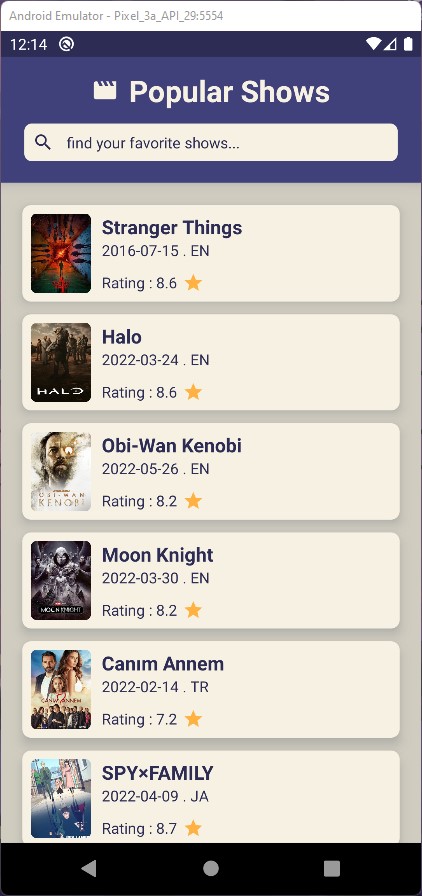 Android Emulator - Pixel_3a_API_29:5554
12:14
Popular Shows
find your favorite shows...
Stranger Things
2016-07-15 . EN
Rating : 8.6
HALO
Halo
2022-03-24 . EN
Rating : 8.6
OBI-WAN
KENOBI
Obi-Wan Kenobi
2022-05-26 . EN
Rating : 8.2
MOON KNIGHT
Moon Knight
2022-03-30 . EN
Rating : 8.2
CANIM ANNEM
Canım Annem
2022-02-14 . TR
Rating : 7.2
SPY×FAMILY
2022-04-09 . JA
Rating : 8.7